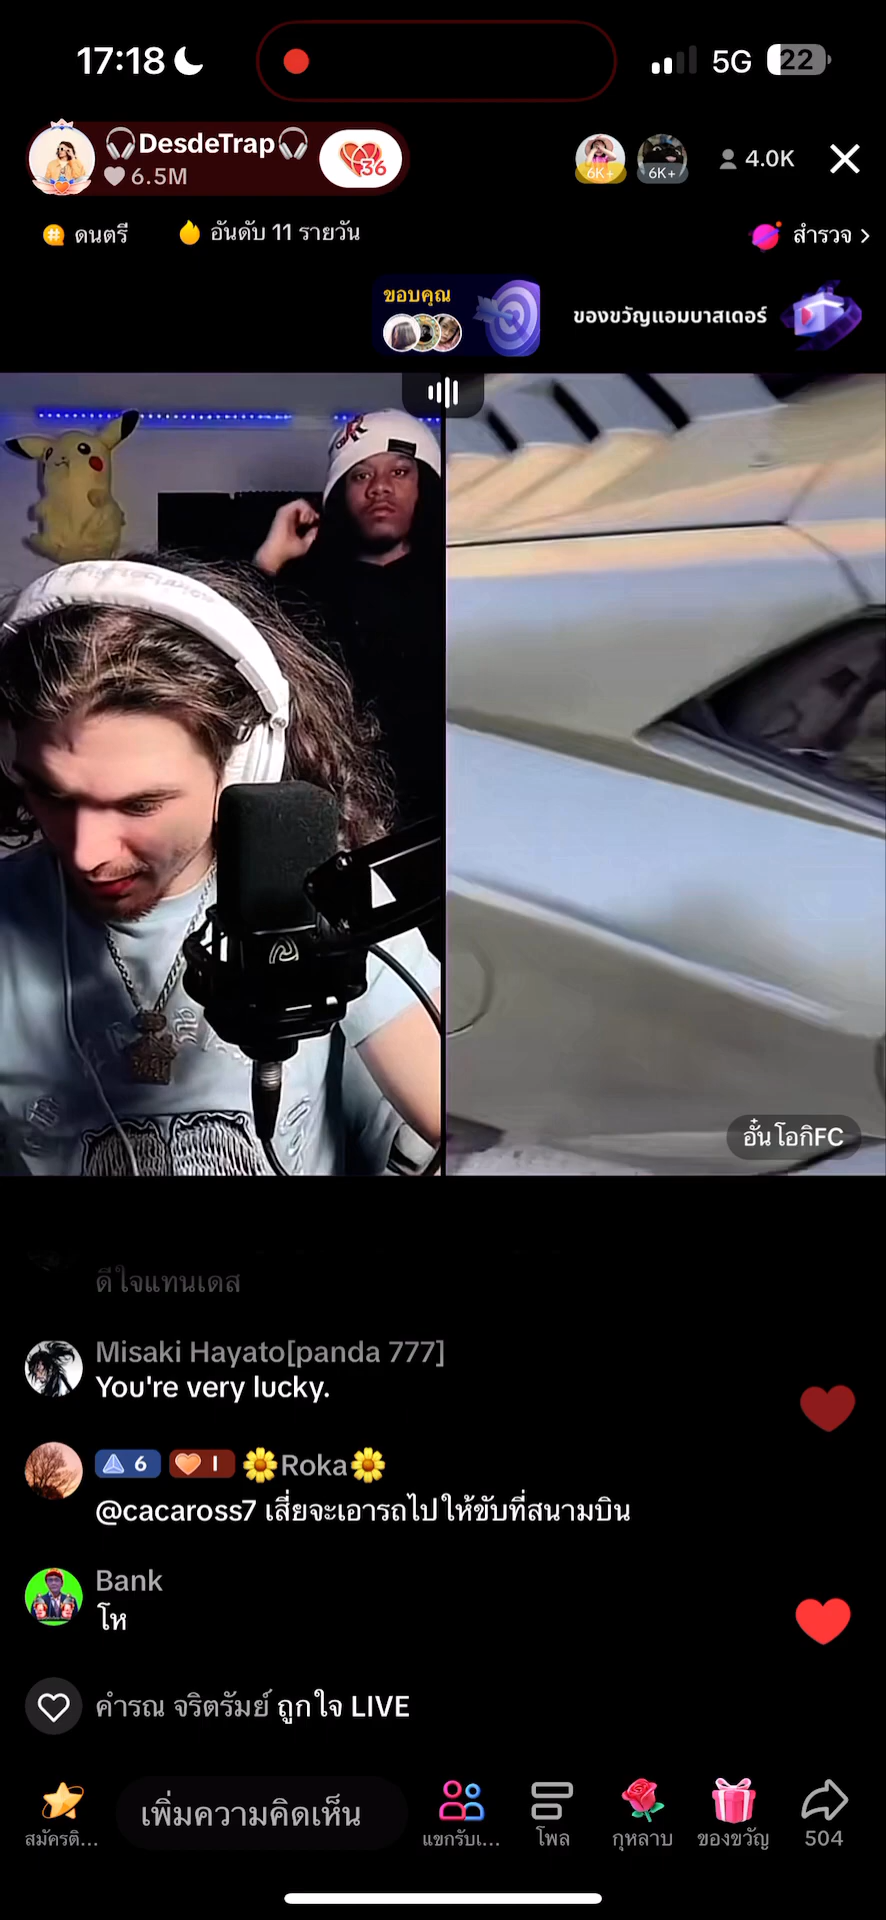 17:18
5G
22
🎧DesdeTrap🎧
6.5M
36
6K+
6K+
4.0K
ดนตรี
อันดับ 11 รายวัน
สำรวจ
ขอบคุณ
ของขวัญแอมบาสเดอร์
อั๋น โอกิFC
ดีใจแทนเดส
Misaki Hayato[panda 777]
You're very lucky.
6
I
🌼Roka🌼
@cacaross7 เสี่ยจะเอารถไปให้ขับที่สนามบิน
Bank
โห
คำรณ จริตรัมย์ ถูกใจ LIVE
สมัครติ...
เพิ่มความคิดเห็น
แขกรับเ...
โพล
กุหลาบ
ของขวัญ
504